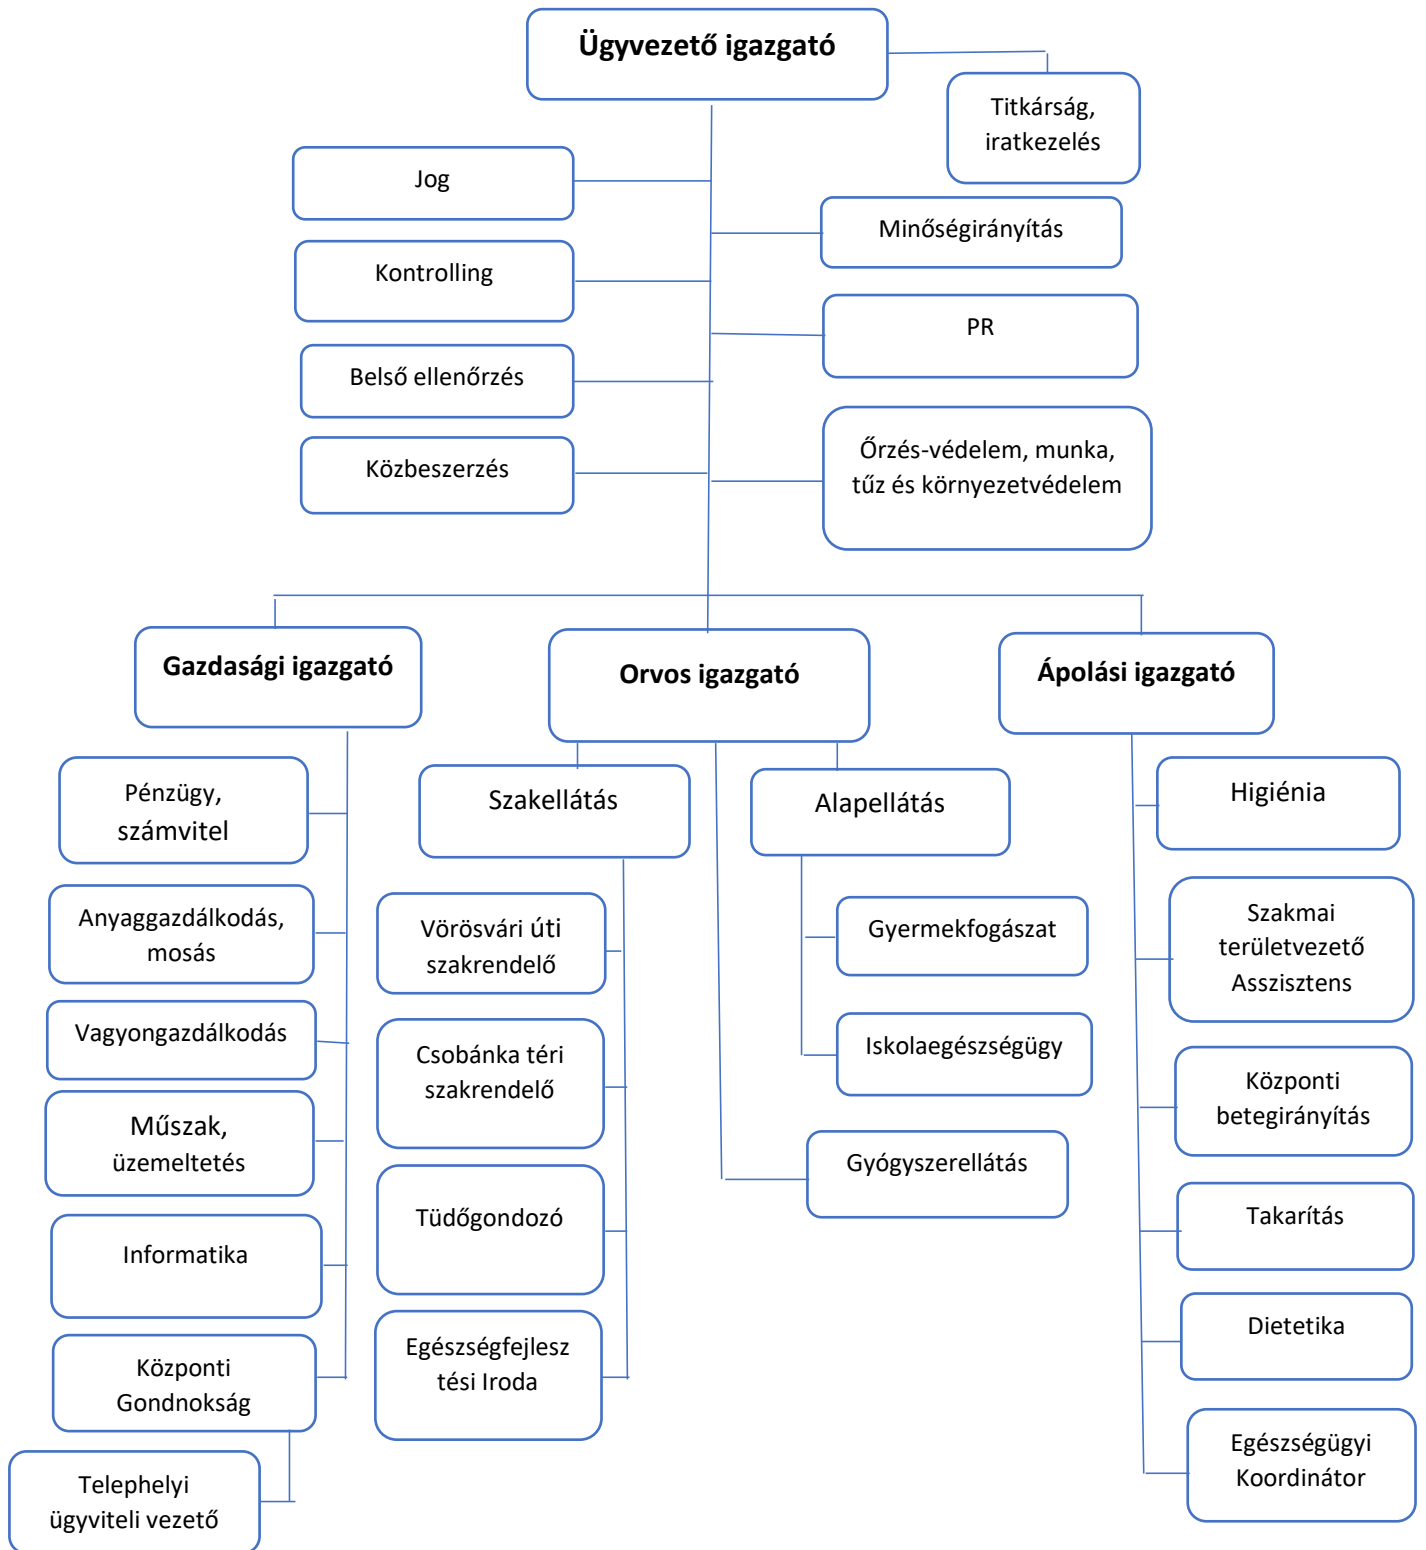 Ügyvezető igazgató
Titkárság,
iratkezelés
Jog
Minőségirányítás
Kontrolling
PR
Belső ellenőrzés
Őrzés-védelem, munka,
tűz és környezetvédelem
Közbeszerzés
Gazdasági igazgató
Orvos igazgató
Ápolási igazgató
Pénzügy,
számvitel
Anyaggazdálkodás,
mosás
Vagyongazdálkodás
Műszak,
üzemeltetés
Informatika
Központi
Gondnokság
Telephelyi
ügyviteli vezető
Szakellátás
Vörösvári úti
szakrendelő
Csobánka téri
szakrendelő
Tüdőgondozó
Egészségfejlesz
tési Iroda
Alapellátás
Gyermekfogászat
Iskolaegészségügy
Gyógyszerellátás
Higiénia
Szakmai
területvezető
Asszisztens
Központi
betegirányítás
Takarítás
Dietetika
Egészségügyi
Koordinátor